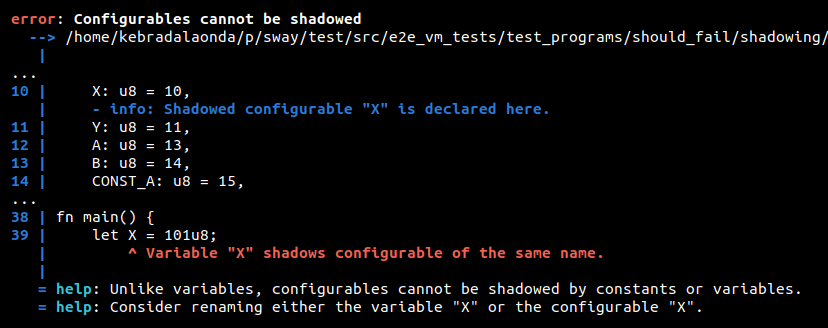 error: Configurables cannot be shadowed
--> /home/kebradalaonda/p/sway/test/src/e2e_vm_tests/test_programs/should_fail/shadowing/
|
...
10 | X: u8 = 10,
| - info: Shadowed configurable "X" is declared here.
11 | Y: u8 = 11,
12 | A: u8 = 13,
13 | B: u8 = 14,
14 | CONST_A: u8 = 15,
...
38 | fn main() {
39 | let X = 101u8;
| ^ Variable "X" shadows configurable of the same name.
|
= help: Unlike variables, configurables cannot be shadowed by constants or variables.
= help: Consider renaming either the variable "X" or the configurable "X".